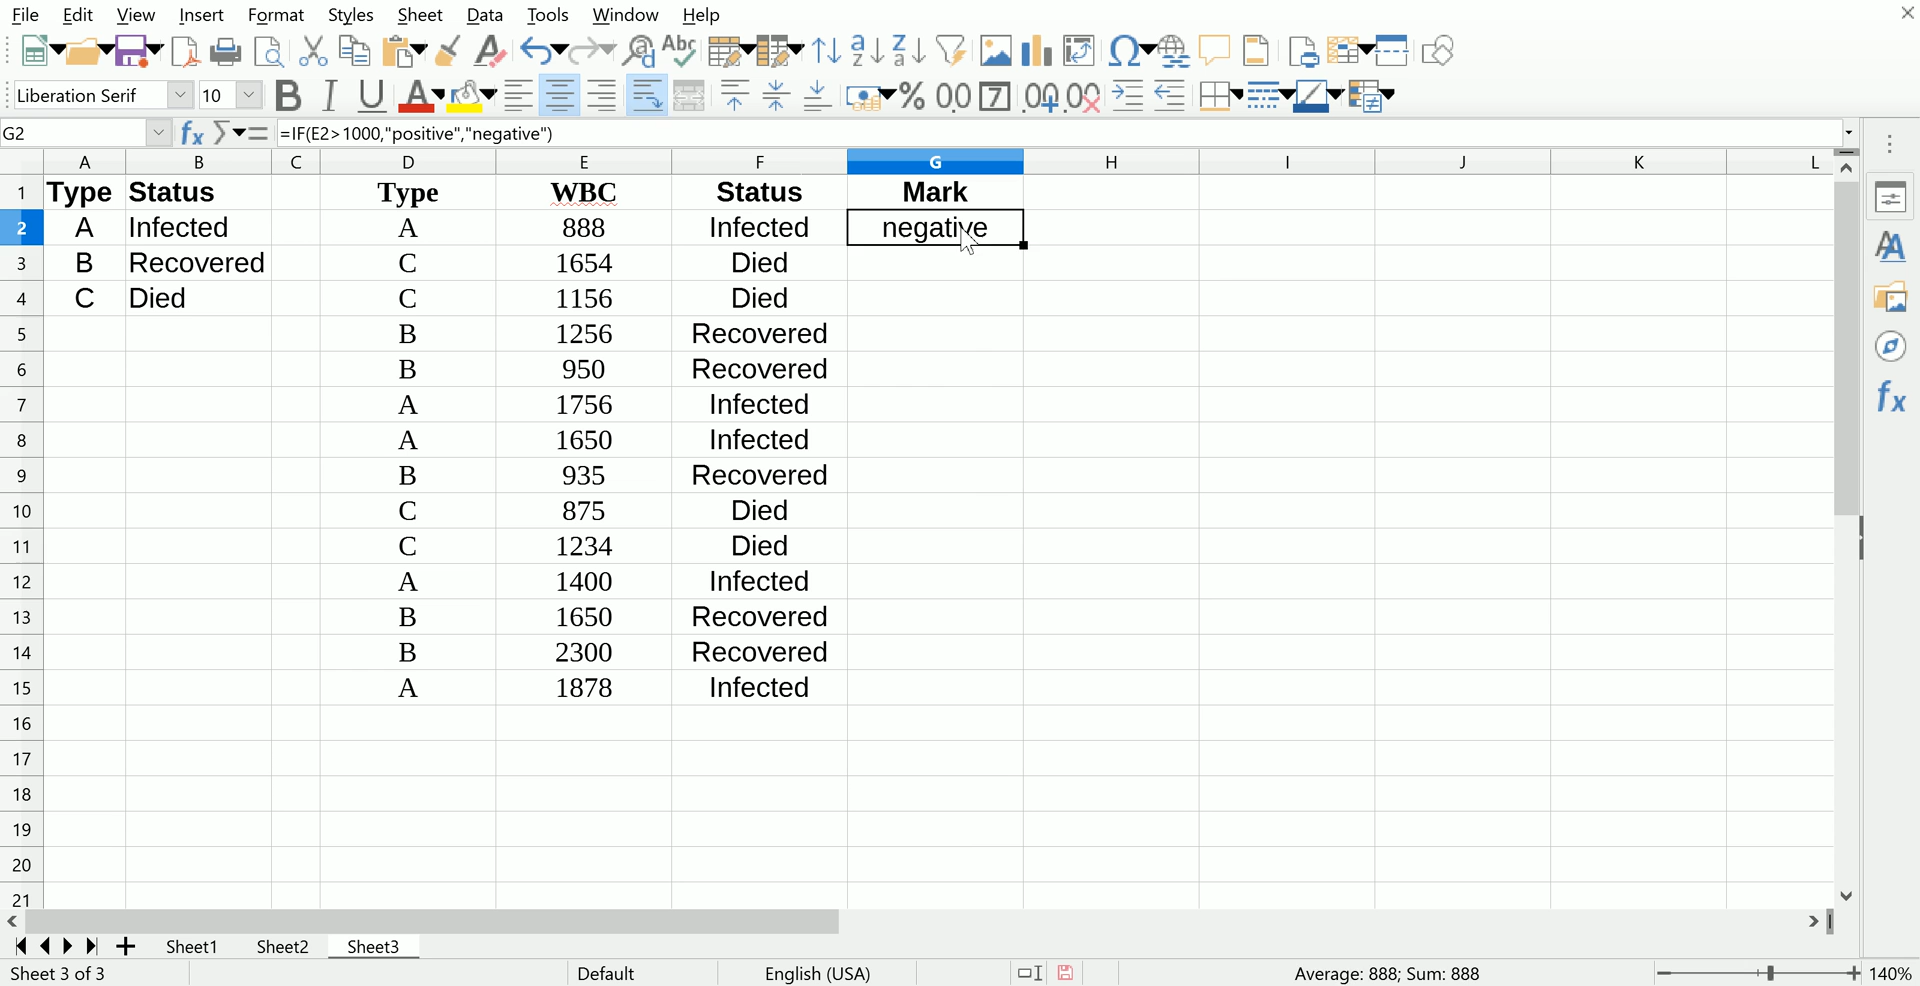 File Edit View Insert Format Styles Sheet Data Tools Window Help
Abc
Liberation Serif 10
G2 =IF(E2>1000,"positive","negative")
A B C D E F G H I J K L
1 Type Status Type WBC Status Mark
2 A Infected A 888 Infected negative
3 B Recovered C 1654 Died
4 C Died C 1156 Died
5 B 1256 Recovered
6 B 950 Recovered
7 A 1756 Infected
8 A 1650 Infected
9 B 935 Recovered
10 C 875 Died
11 C 1234 Died
12 A 1400 Infected
13 B 1650 Recovered
14 B 2300 Recovered
15 A 1878 Infected
16
17
18
19
20
21
Sheet1 Sheet2 Sheet3
Sheet 3 of 3 Default English (USA) Average: 888; Sum: 888 140%